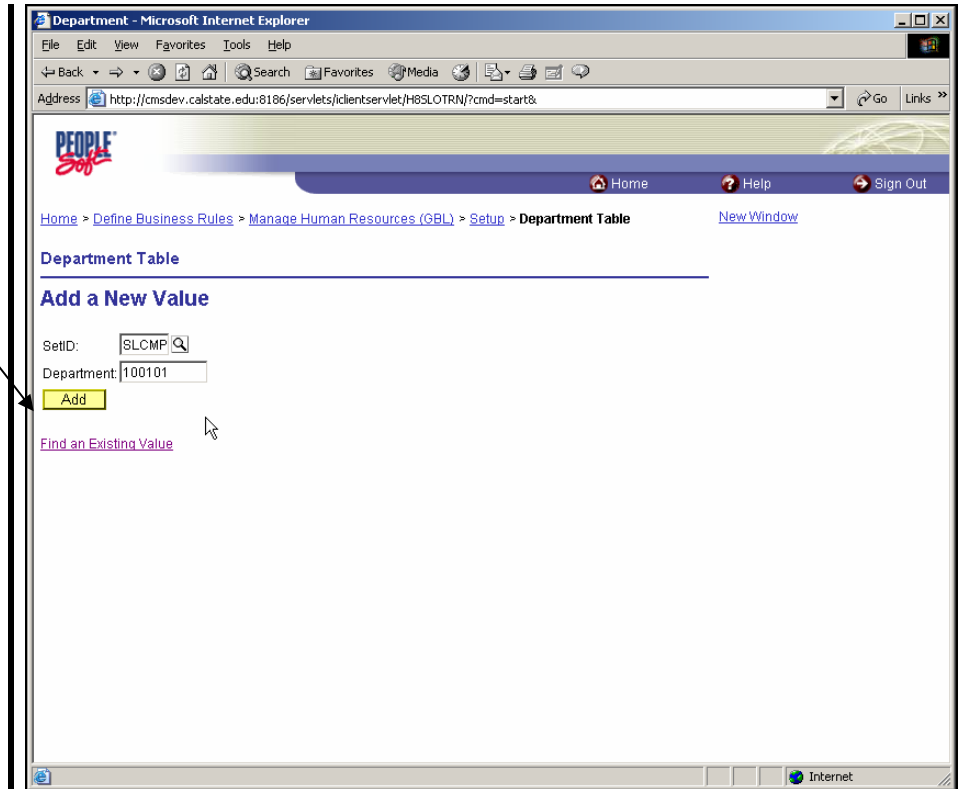 Department - Microsoft Internet Explorer
File Edit View Favorites Tools Help
Back Search Favorites Media
Address http://cmsdev.calstate.edu:8186/servlets/iclientservlet/H8SLOTRN/?cmd=start& Go Links »
PEOPLE Soft
Home Help Sign Out
Home > Define Business Rules > Manage Human Resources (GBL) > Setup > Department Table New Window
Department Table
Add a New Value
SetID: SLCMP
Department: 100101
Add
Find an Existing Value
Internet